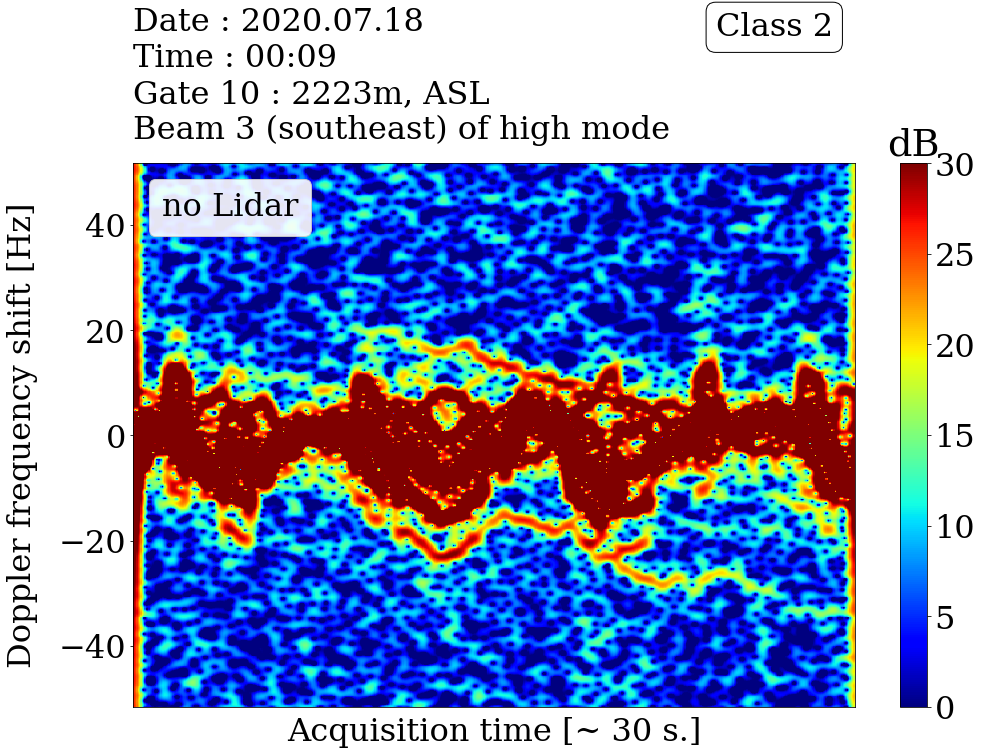 Date : 2020.07.18
Time : 00:09
Gate 10 : 2223m, ASL
Beam 3 (southeast) of high mode
Class 2
dB
no Lidar
Doppler frequency shift [Hz]
40
20
0
−20
−40
30
25
20
15
10
5
0
Acquisition time [~ 30 s.]